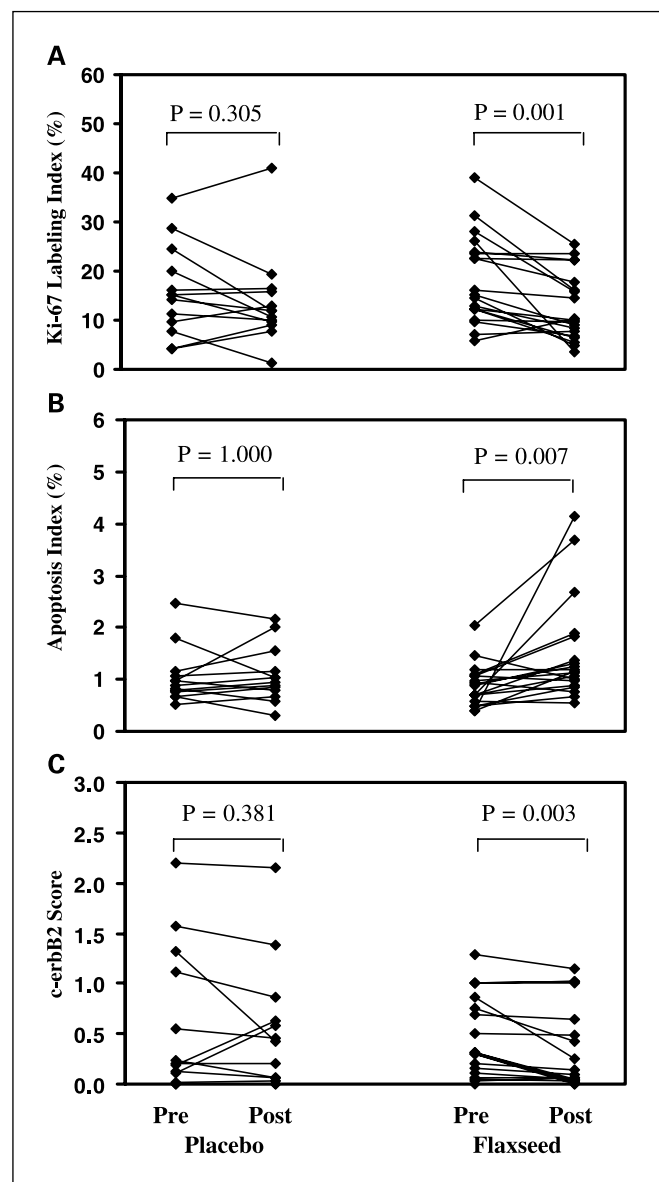 A
Ki-67 Labeling Index (%)
60
50
40
30
20
10
0
P = 0.305
P = 0.001
B
Apoptosis Index (%)
6
5
4
3
2
1
0
P = 1.000
P = 0.007
C
c-erbB2 Score
3.0
2.5
2.0
1.5
1.0
0.5
0.0
P = 0.381
P = 0.003
Pre Post Pre Post
Placebo Flaxseed